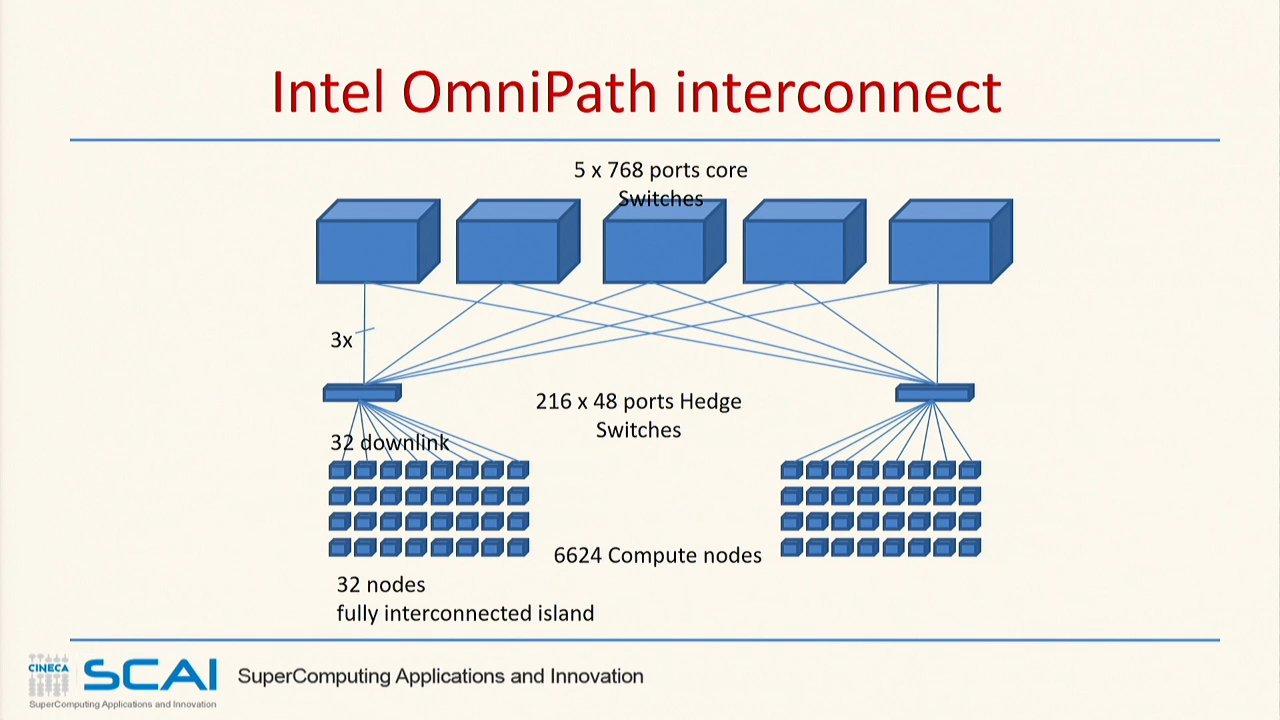 Intel OmniPath interconnect
5 x 768 ports core
Switches
3x
216 x 48 ports Hedge
Switches
32 downlink
6624 Compute nodes
32 nodes
fully interconnected island
CINECA
SCAI
SuperComputing Applications and Innovation
SuperComputing Applications and Innovation